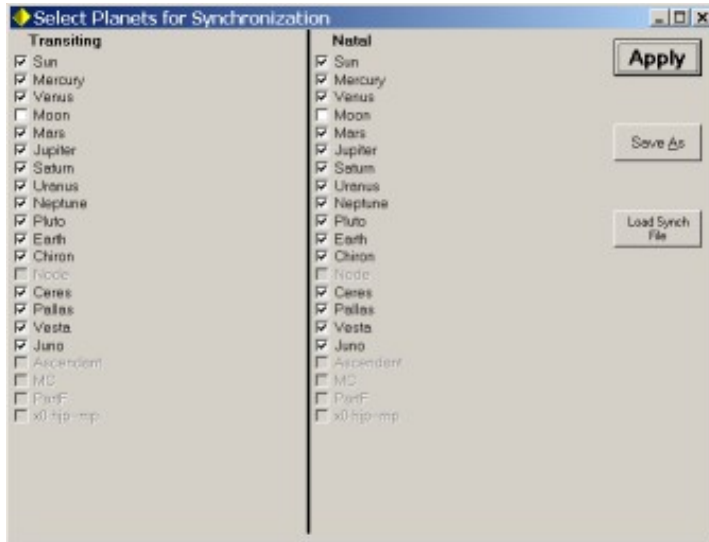 Select Planets for Synchronization
Transiting
Sun
Mercury
Venus
Moon
Mars
Jupiter
Saturn
Uranus
Neptune
Pluto
Earth
Chiron
Node
Ceres
Pallas
Vesta
Juno
Ascendent
MC
PartF
Natal
Sun
Mercury
Venus
Moon
Mars
Jupiter
Saturn
Uranus
Neptune
Pluto
Earth
Chiron
Node
Ceres
Pallas
Vesta
Juno
Ascendent
MC
PartF
Apply
Save As
Load Synch
File